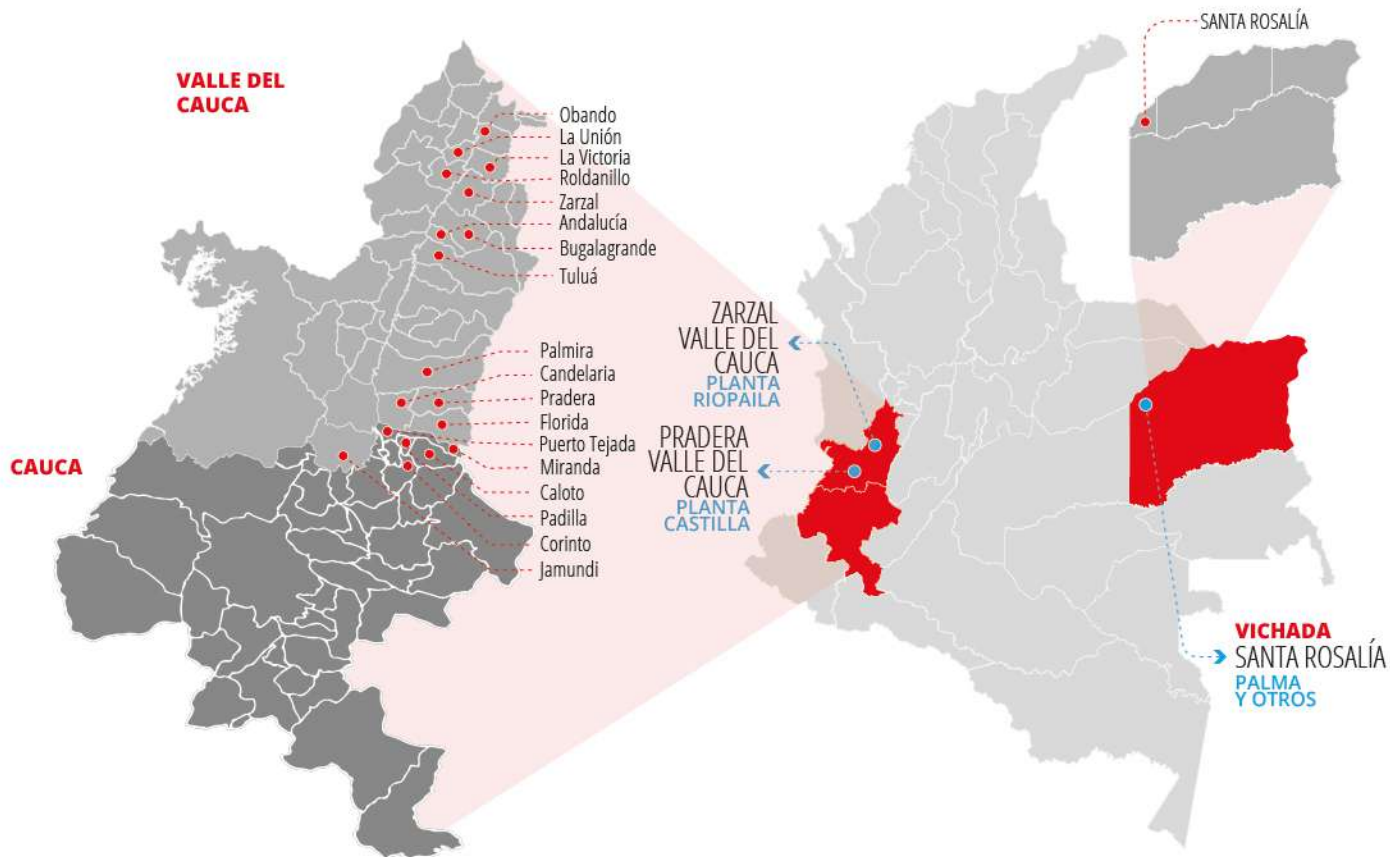 VALLE DEL
CAUCA
Obando
La Unión
La Victoria
Roldanillo
Zarzal
Andalucía
Bugalagrande
Tuluá
Palmira
Candelaria
Pradera
Florida
Puerto Tejada
Miranda
Caloto
Padilla
Corinto
Jamundi
CAUCA
SANTA ROSALÍA
ZARZAL
VALLE DEL
CAUCA
PLANTA
RIOPAILA
PRADERA
VALLE DEL
CAUCA
PLANTA
CASTILLA
VICHADA
SANTA ROSALÍA
PALMA
Y OTROS